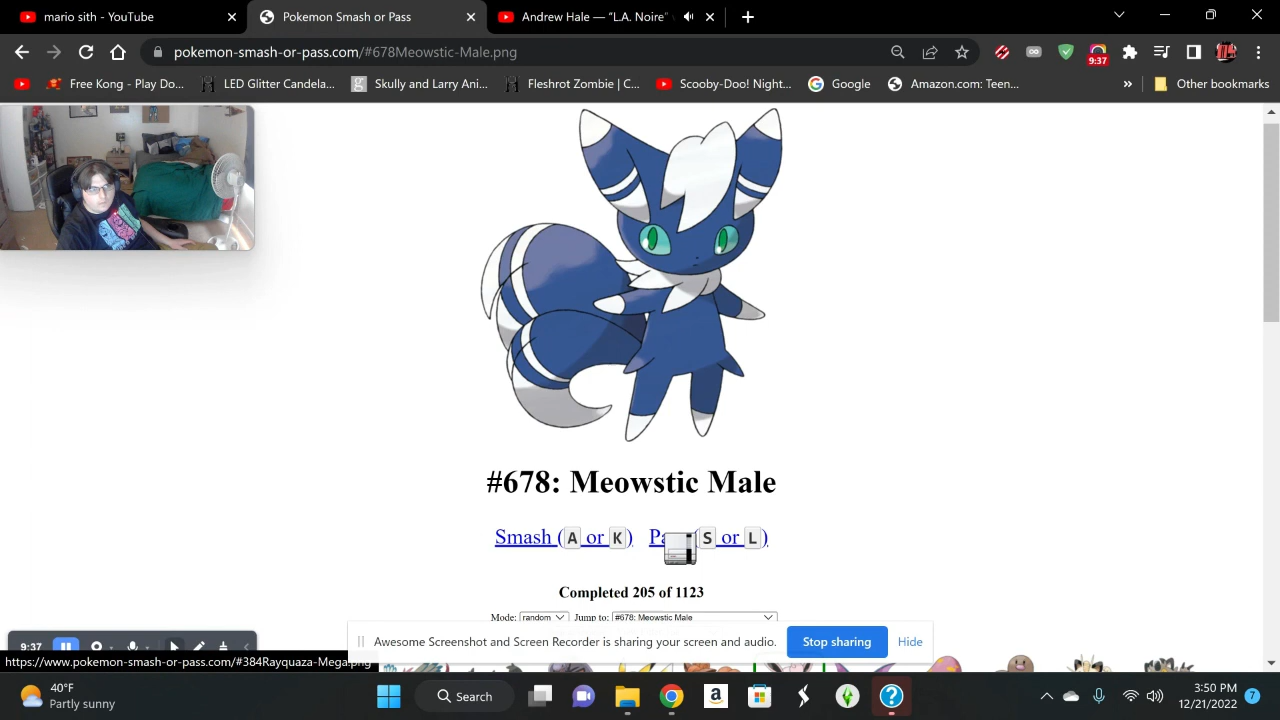 mario sith - YouTube
Pokemon Smash or Pass
Andrew Hale — "L.A. Noire"
pokemon-smash-or-pass.com/#678Meowstic-Male.png
9:37
Free Kong - Play Do...
LED Glitter Candela...
Skully and Larry Ani...
Fleshrot Zombie | C...
Scooby-Doo! Night...
Google
Amazon.com: Teen...
»
Other bookmarks
#678: Meowstic Male
Smash (A or K)
S or L)
Completed 205 of 1123
Mode: random Jump to: #678: Meowstic Male
Awesome Screenshot and Screen Recorder is sharing your screen and audio.
Stop sharing
Hide
9:37
https://www.pokemon-smash-or-pass.com/#384Rayquaza-Mega.png
40°F
Partly sunny
Search
3:50 PM
12/21/2022
7